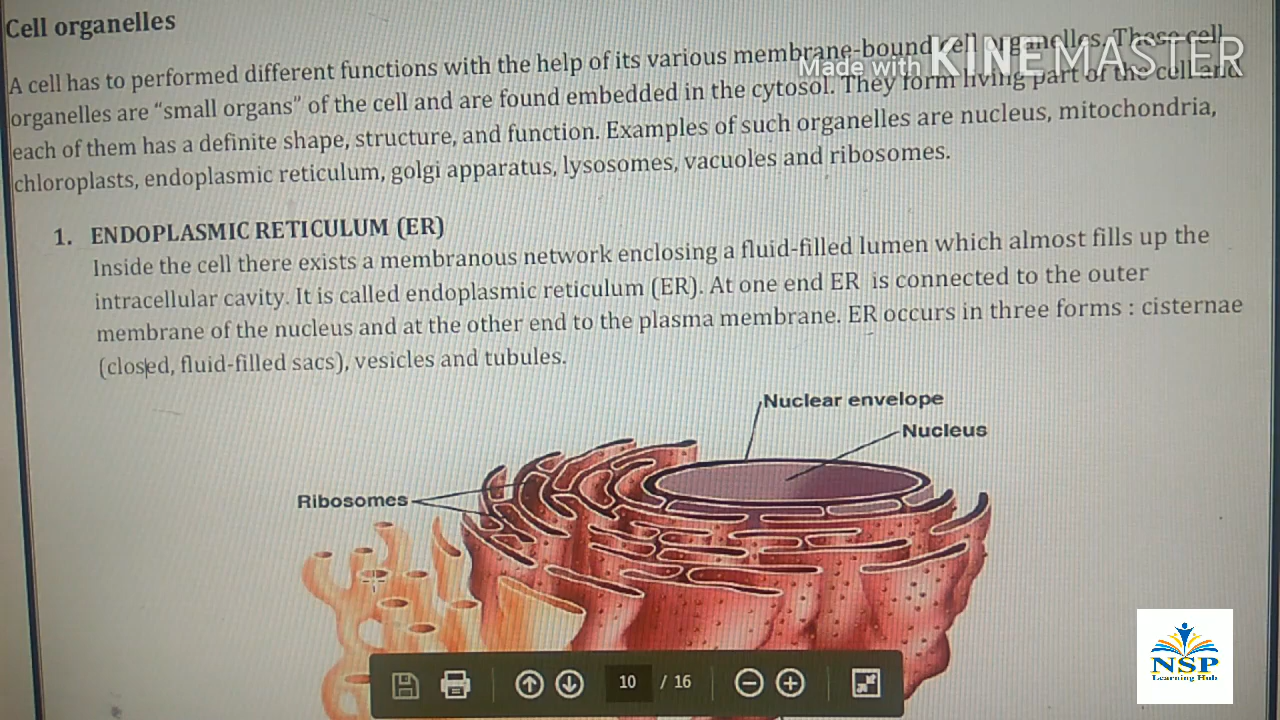 Cell organelles
A cell has to performed different functions with the help of its various membrane-bound cell organelles. These cell
organelles are “small organs” of the cell and are found embedded in the cytosol. They form living part of the cell and
each of them has a definite shape, structure, and function. Examples of such organelles are nucleus, mitochondria,
chloroplasts, endoplasmic reticulum, golgi apparatus, lysosomes, vacuoles and ribosomes.
Made with KINEMASTER
1. ENDOPLASMIC RETICULUM (ER)
Inside the cell there exists a membranous network enclosing a fluid-filled lumen which almost fills up the
intracellular cavity. It is called endoplasmic reticulum (ER). At one end ER is connected to the outer
membrane of the nucleus and at the other end to the plasma membrane. ER occurs in three forms : cisternae
(closed, fluid-filled sacs), vesicles and tubules.
Nuclear envelope
Nucleus
Ribosomes
10 / 16
NSP
Learning Hub